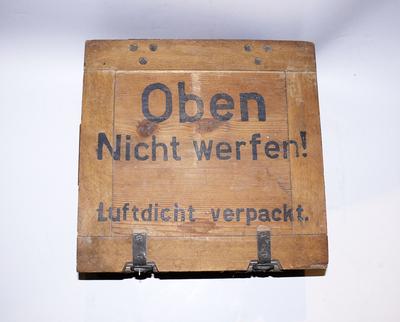 Oben
Nicht werfen!
Luftdicht verpackt.